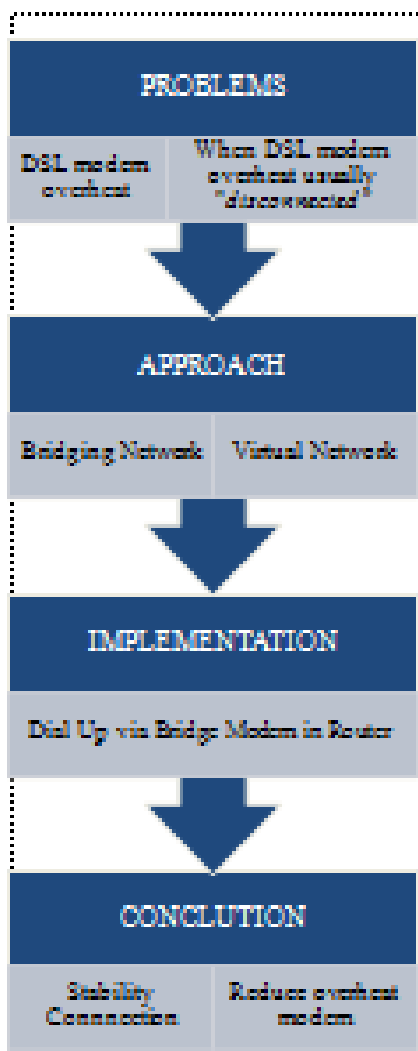 PROBLEMS
DSL modem
overheat
When DSL modem
overheat usually
"disconnected"
APPROACH
Bridging Network
Virtual Network
IMPLEMENTATION
Dial Up via Bridge Modem in Router
CONCLUTION
Stability
Connnection
Reduce overheat
modem